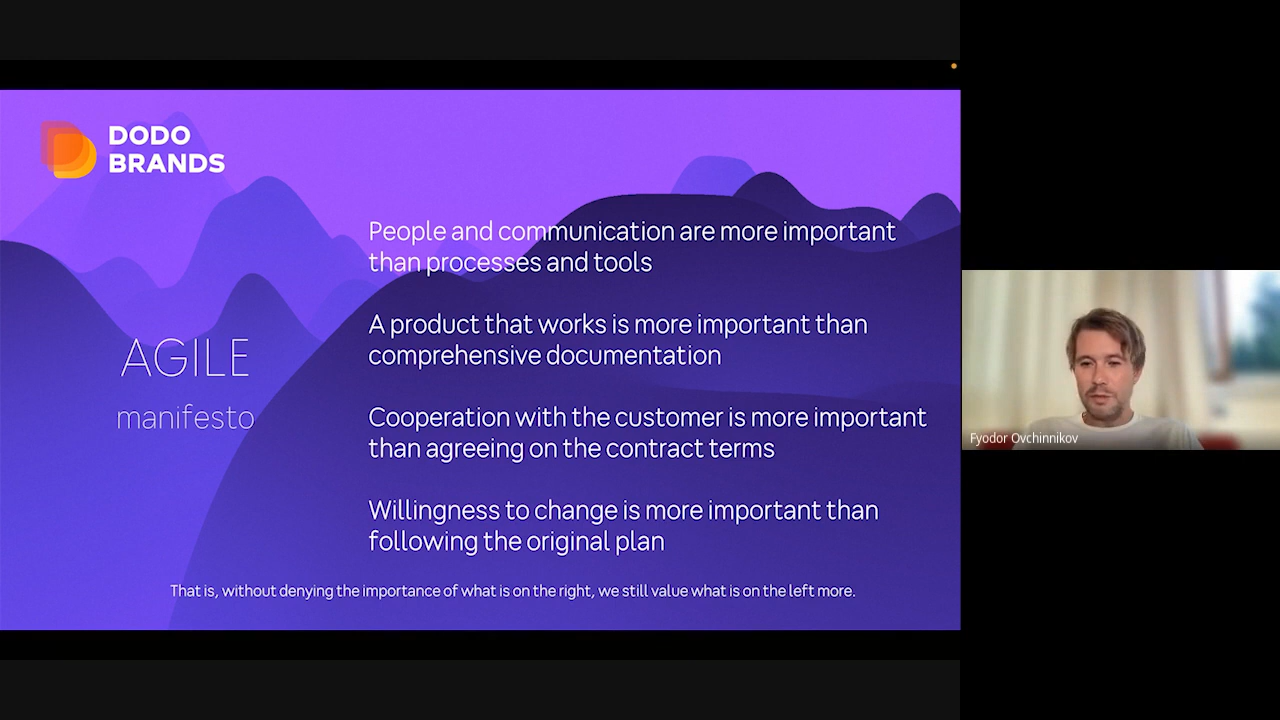 DODO
BRANDS
AGILE
manifesto
People and communication are more important
than processes and tools
A product that works is more important than
comprehensive documentation
Cooperation with the customer is more important
than agreeing on the contract terms
Willingness to change is more important than
following the original plan
That is, without denying the importance of what is on the right, we still value what is on the left more.
Fyodor Ovchinnikov